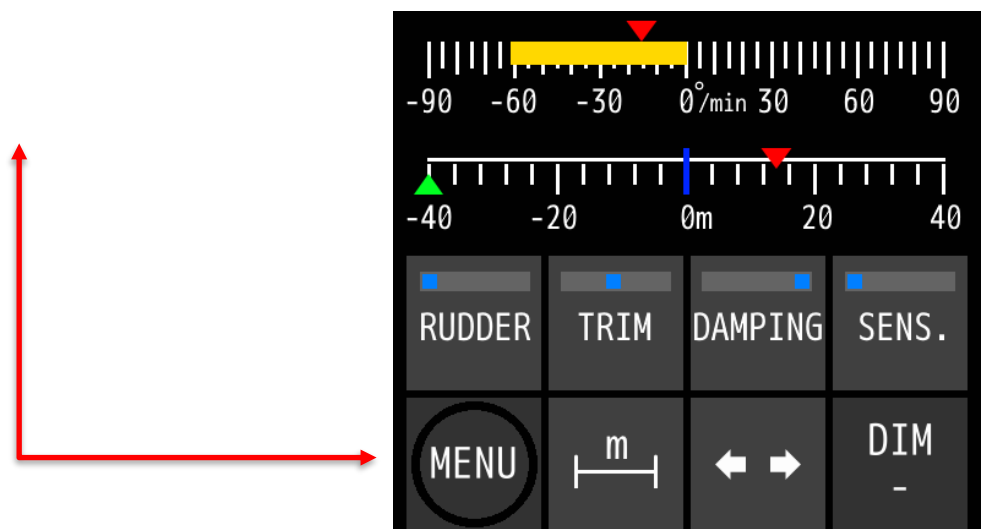 -90 -60 -30 0°/min 30 60 90
-40 -20 0m 20 40
RUDDER TRIM DAMPING SENS.
MENU m DIM
-